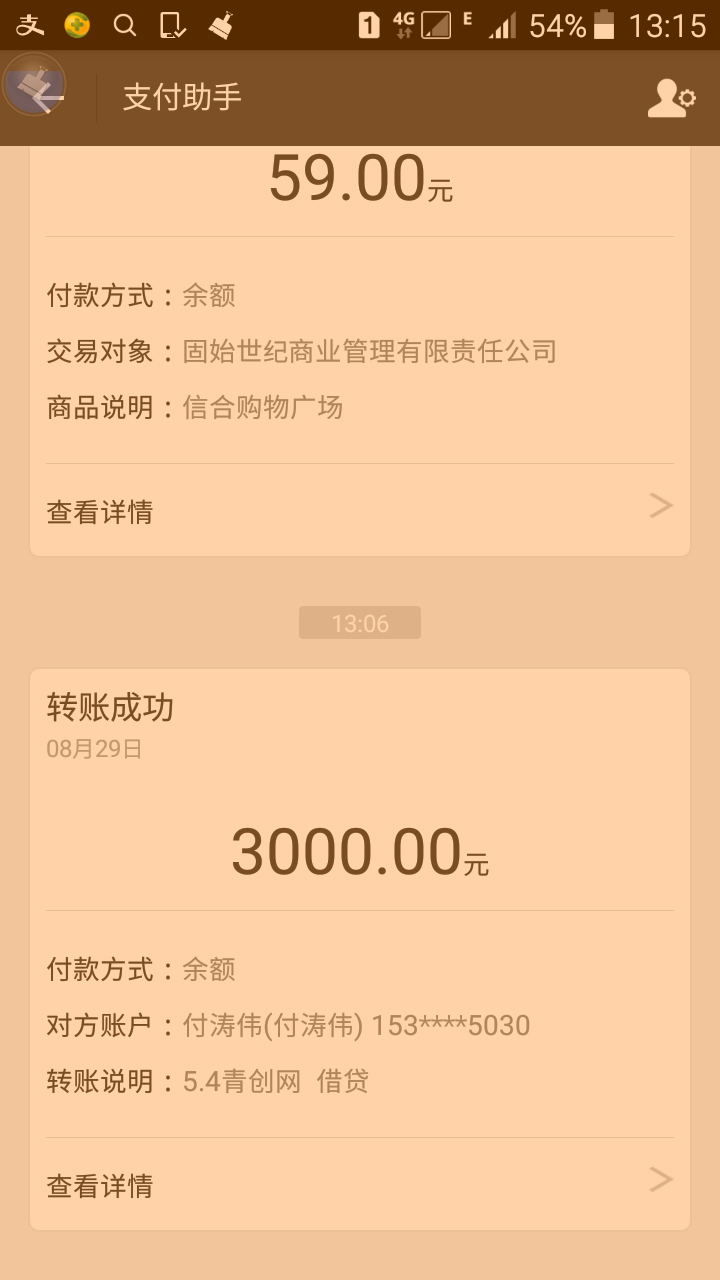 支 1 4G E 54% 13:15
支付助手
59.00元
付款方式：余额
交易对象：固始世纪商业管理有限责任公司
商品说明：信合购物广场
查看详情
13:06
转账成功
08月29日
3000.00元
付款方式：余额
对方账户：付涛伟(付涛伟) 153****5030
转账说明：5.4青创网 借贷
查看详情